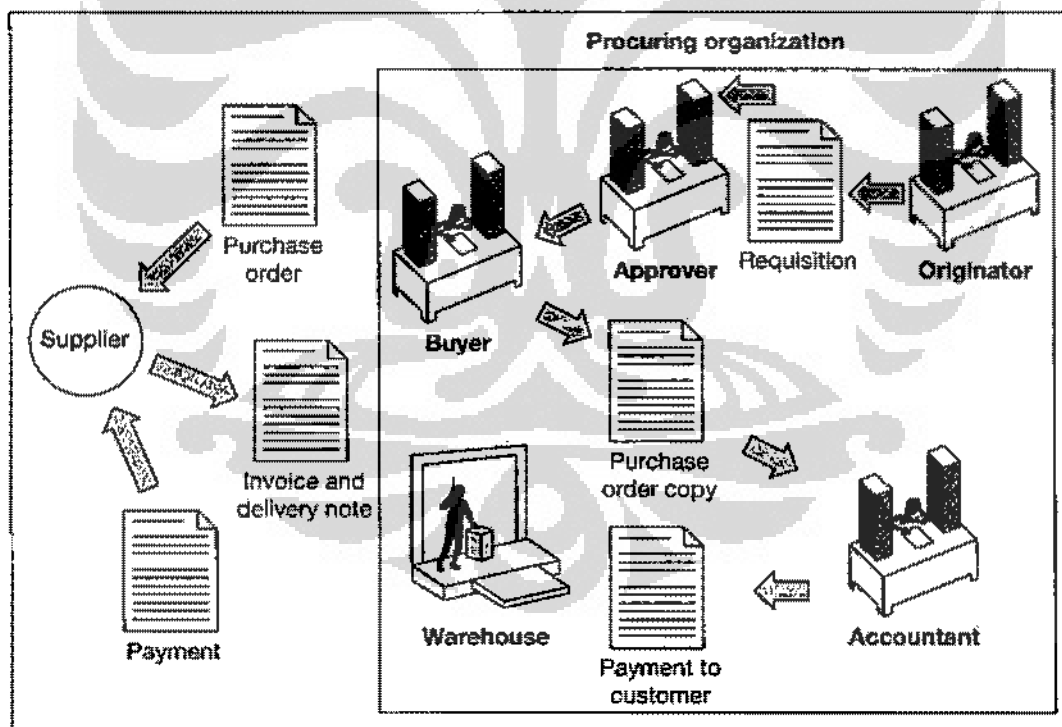 Procuring organization
Purchase
order
Approver
Requisition
Originator
Supplier
Buyer
Invoice and
delivery note
Purchase
order copy
Warehouse
Payment
Payment to
customer
Accountant